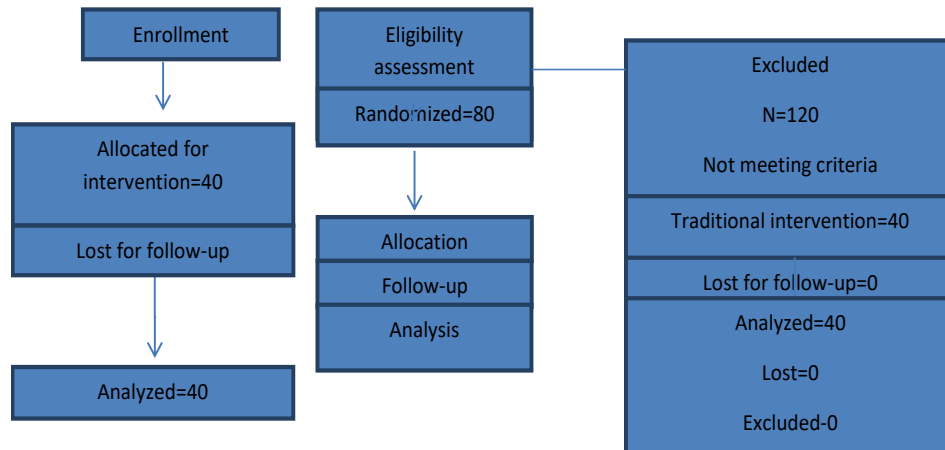 Enrollment
Allocated for
intervention=40
Lost for follow-up
Analyzed=40
Eligibility
assessment
Randomized=80
Allocation
Follow-up
Analysis
Excluded
N=120
Not meeting criteria
Traditional intervention=40
Lost for follow-up=0
Analyzed=40
Lost=0
Excluded-0